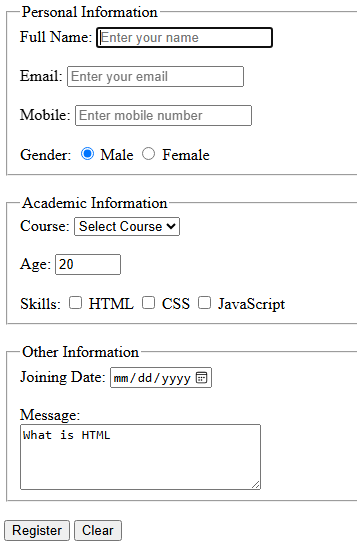 Personal Information
Full Name: Enter your name
Email: Enter your email
Mobile: Enter mobile number
Gender: Male Female
Academic Information
Course: Select Course
Age: 20
Skills: HTML CSS JavaScript
Other Information
Joining Date: mm/dd/yyyy
Message:
What is HTML
Register Clear